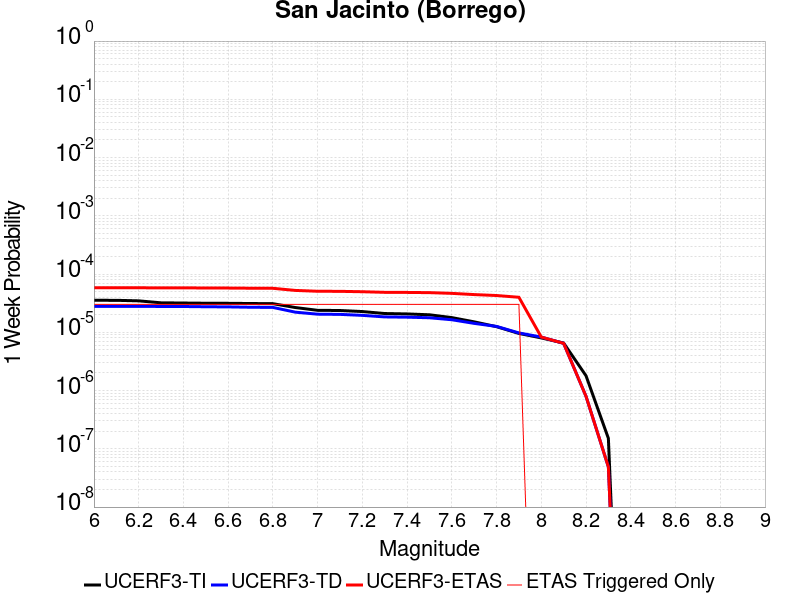 San Jacinto (Borrego)
10^0
10^-1
10^-2
10^-3
10^-4
10^-5
10^-6
10^-7
10^-8
1 Week Probability
6 6.2 6.4 6.6 6.8 7 7.2 7.4 7.6 7.8 8 8.2 8.4 8.6 8.8 9
Magnitude
UCERF3-TI UCERF3-TD UCERF3-ETAS ETAS Triggered Only